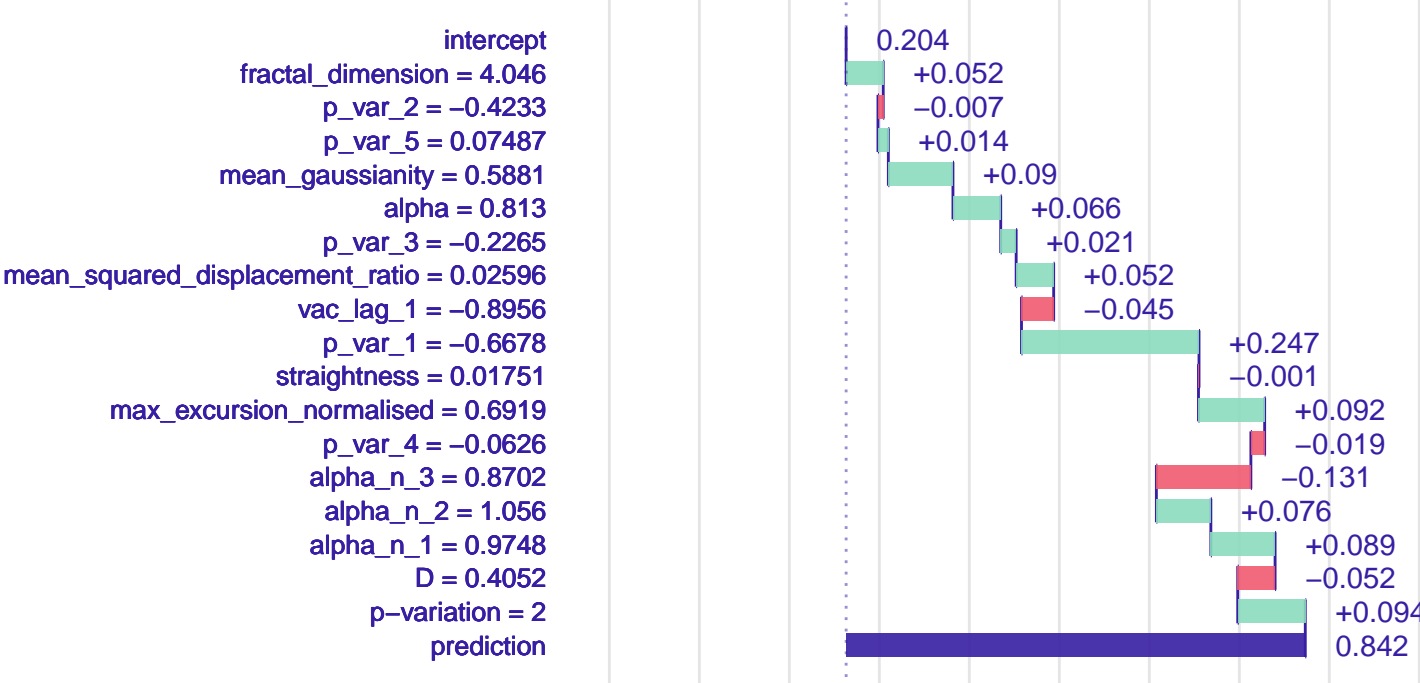 intercept 0.204
fractal_dimension = 4.046 +0.052
p_var_2 = −0.4233 −0.007
p_var_5 = 0.07487 +0.014
mean_gaussianity = 0.5881 +0.09
alpha = 0.813 +0.066
p_var_3 = −0.2265 +0.021
mean_squared_displacement_ratio = 0.02596 +0.052
vac_lag_1 = −0.8956 −0.045
p_var_1 = −0.6678 +0.247
straightness = 0.01751 −0.001
max_excursion_normalised = 0.6919 +0.092
p_var_4 = −0.0626 −0.019
alpha_n_3 = 0.8702 −0.131
alpha_n_2 = 1.056 +0.076
alpha_n_1 = 0.9748 +0.089
D = 0.4052 −0.052
p−variation = 2 +0.094
prediction 0.842